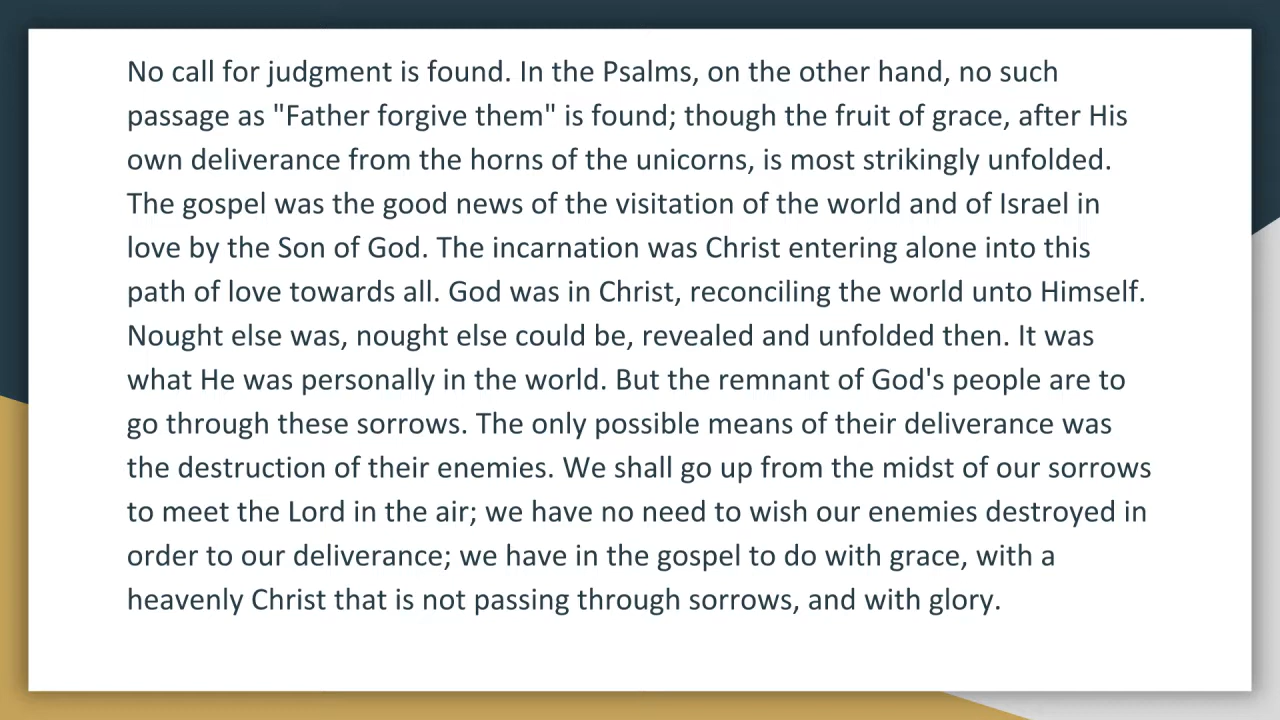 No call for judgment is found. In the Psalms, on the other hand, no such
passage as "Father forgive them" is found; though the fruit of grace, after His
own deliverance from the horns of the unicorns, is most strikingly unfolded.
The gospel was the good news of the visitation of the world and of Israel in
love by the Son of God. The incarnation was Christ entering alone into this
path of love towards all. God was in Christ, reconciling the world unto Himself.
Nought else was, nought else could be, revealed and unfolded then. It was
what He was personally in the world. But the remnant of God's people are to
go through these sorrows. The only possible means of their deliverance was
the destruction of their enemies. We shall go up from the midst of our sorrows
to meet the Lord in the air; we have no need to wish our enemies destroyed in
order to our deliverance; we have in the gospel to do with grace, with a
heavenly Christ that is not passing through sorrows, and with glory.